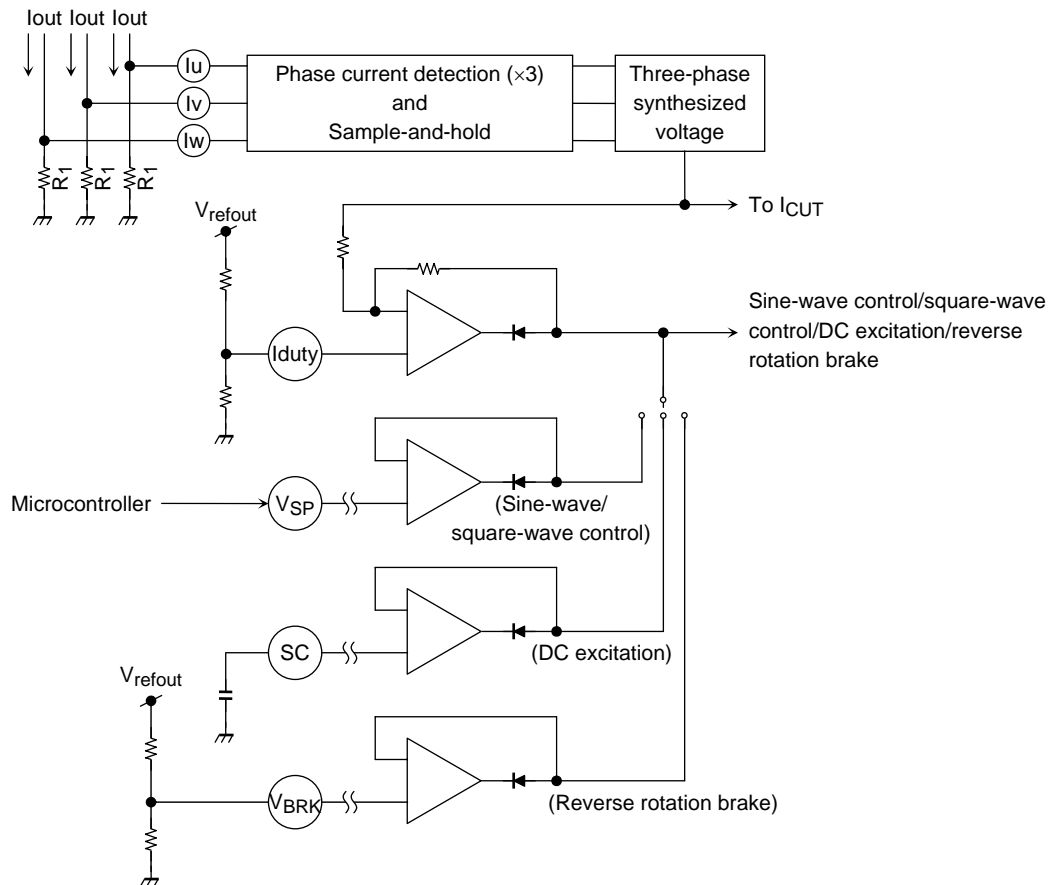 Iout Iout Iout
Iu
Iv
Iw
Phase current detection (×3)
and
Sample-and-hold
Three-phase
synthesized
voltage
R1 R1 R1
To ICUT
Vrefout
Iduty
Sine-wave control/square-wave
control/DC excitation/reverse
rotation brake
Microcontroller
VSP
(Sine-wave/
square-wave control)
SC
(DC excitation)
Vrefout
VBRK
(Reverse rotation brake)